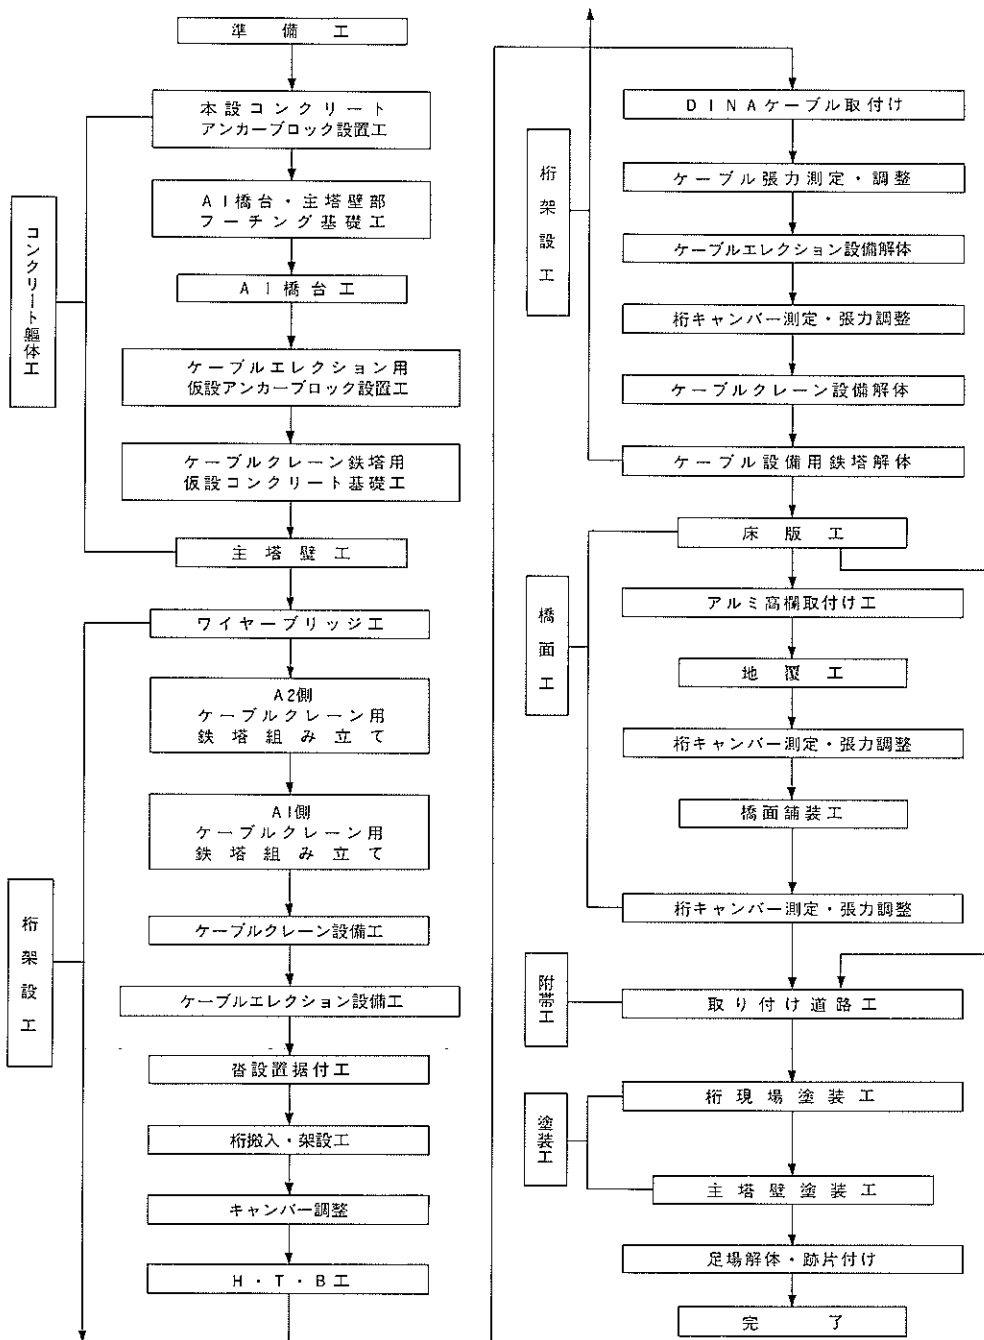 準備工
本設コンクリート
アンカーブロック設置工
A1橋台・主塔壁部
フーチング基礎工
A1橋台工
ケーブルエレクション用
仮設アンカーブロック設置工
ケーブルクレーン鉄塔用
仮設コンクリート基礎工
主塔壁工
コンクリート軀体工
ワイヤーブリッジ工
A2側
ケーブルクレーン用
鉄塔組み立て
A1側
ケーブルクレーン用
鉄塔組み立て
ケーブルクレーン設備工
ケーブルエレクション設備工
沓設置据付工
桁搬入・架設工
キャンバー調整
H・T・B工
桁架設工
DINAケーブル取付け
ケーブル張力測定・調整
ケーブルエレクション設備解体
桁キャンバー測定・張力調整
ケーブルクレーン設備解体
ケーブル設備用鉄塔解体
桁架設工
床版工
アルミ高欄取付け工
地覆工
桁キャンバー測定・張力調整
橋面舗装工
桁キャンバー測定・張力調整
橋面工
取り付け道路工
附帯工
桁現場塗装工
主塔壁塗装工
塗装工
足場解体・跡片付け
完了